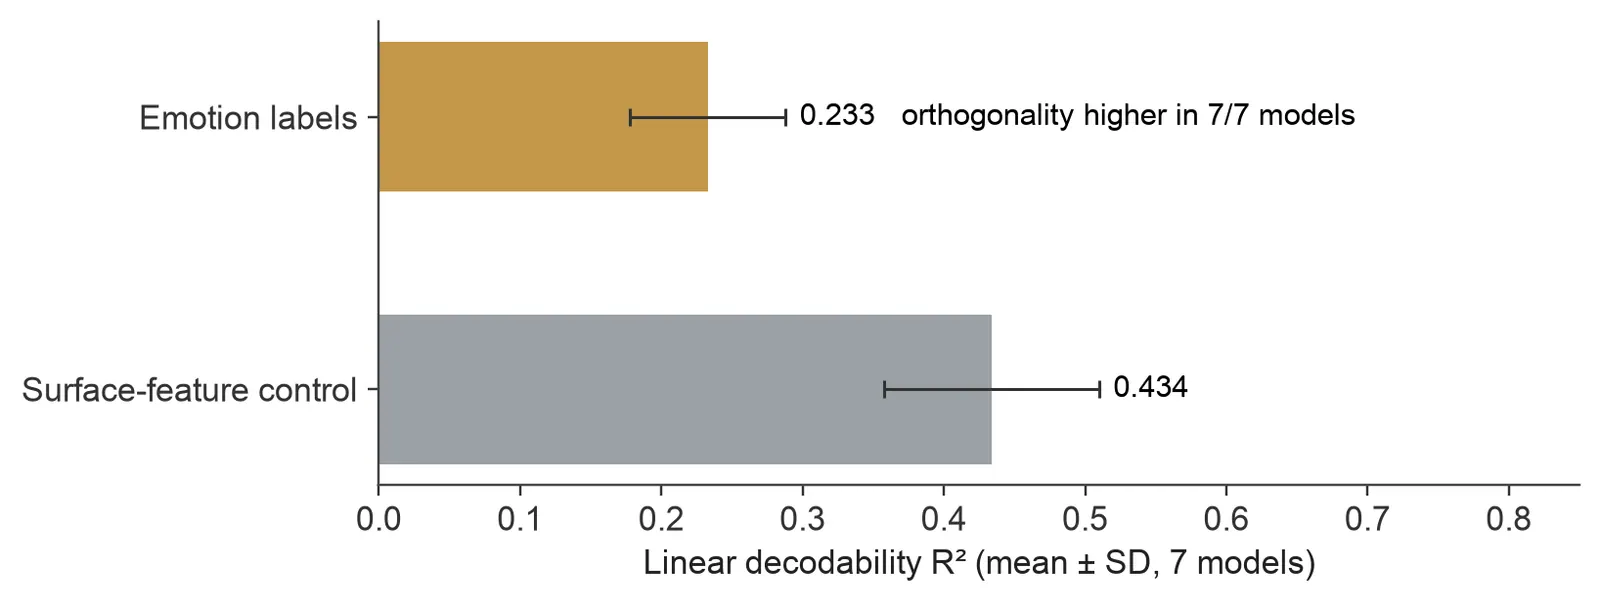 Emotion labels
0.233 orthogonality higher in 7/7 models
Surface-feature control
0.434
0.0 0.1 0.2 0.3 0.4 0.5 0.6 0.7 0.8
Linear decodability R² (mean ± SD, 7 models)